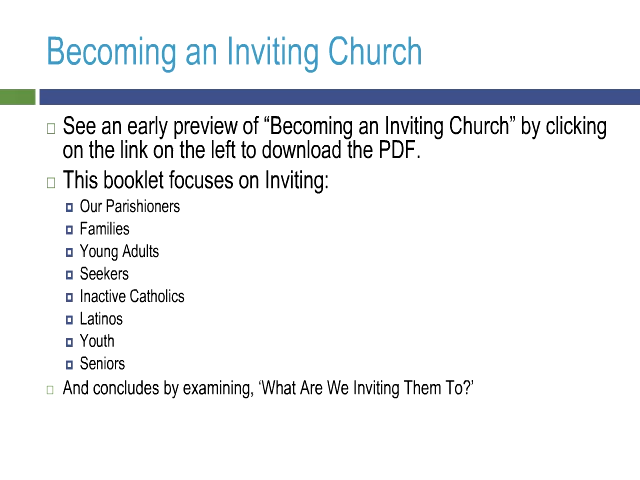 Becoming an Inviting Church
See an early preview of “Becoming an Inviting Church” by clicking
on the link on the left to download the PDF.
This booklet focuses on Inviting:
Our Parishioners
Families
Young Adults
Seekers
Inactive Catholics
Latinos
Youth
Seniors
And concludes by examining, ‘What Are We Inviting Them To?’